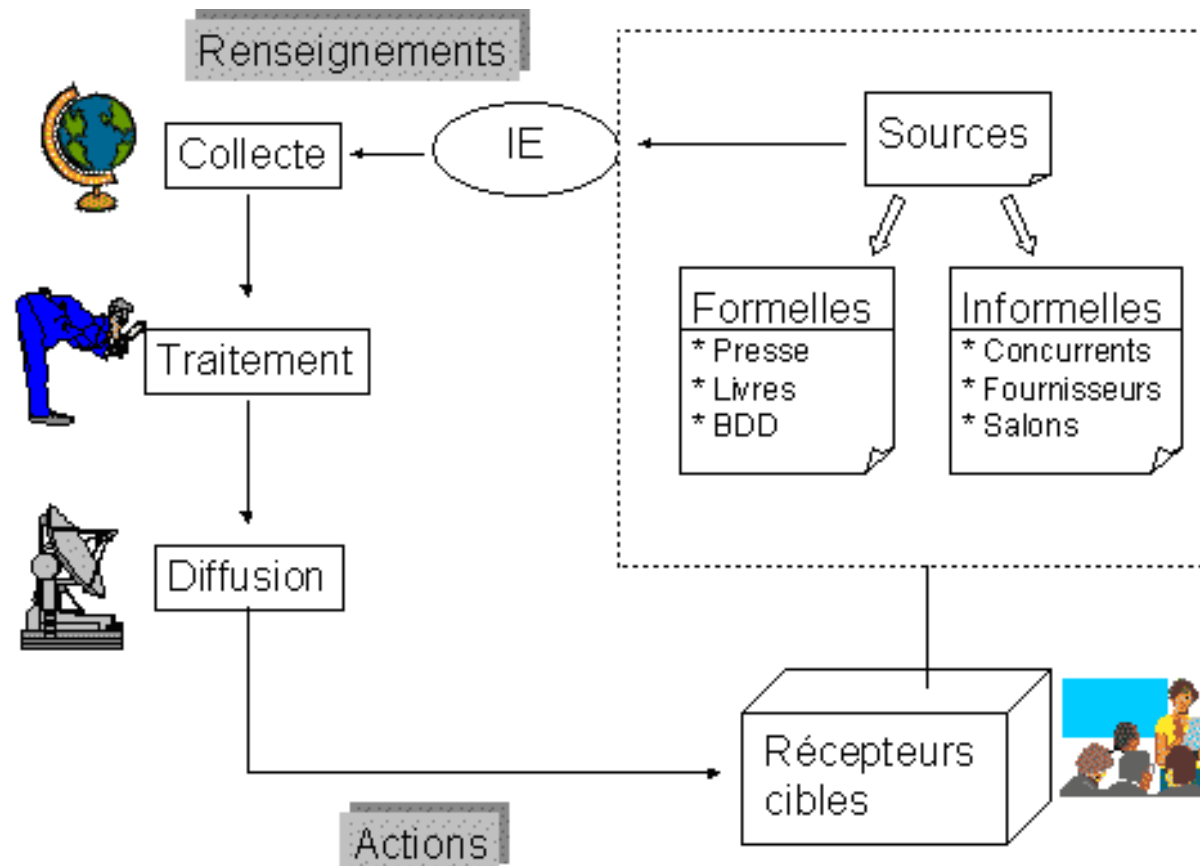 Renseignements
Collecte
IE
Sources
Formelles
* Presse
* Livres
* BDD
Informelles
* Concurrents
* Fournisseurs
* Salons
Traitement
Diffusion
Récepteurs
cibles
Actions